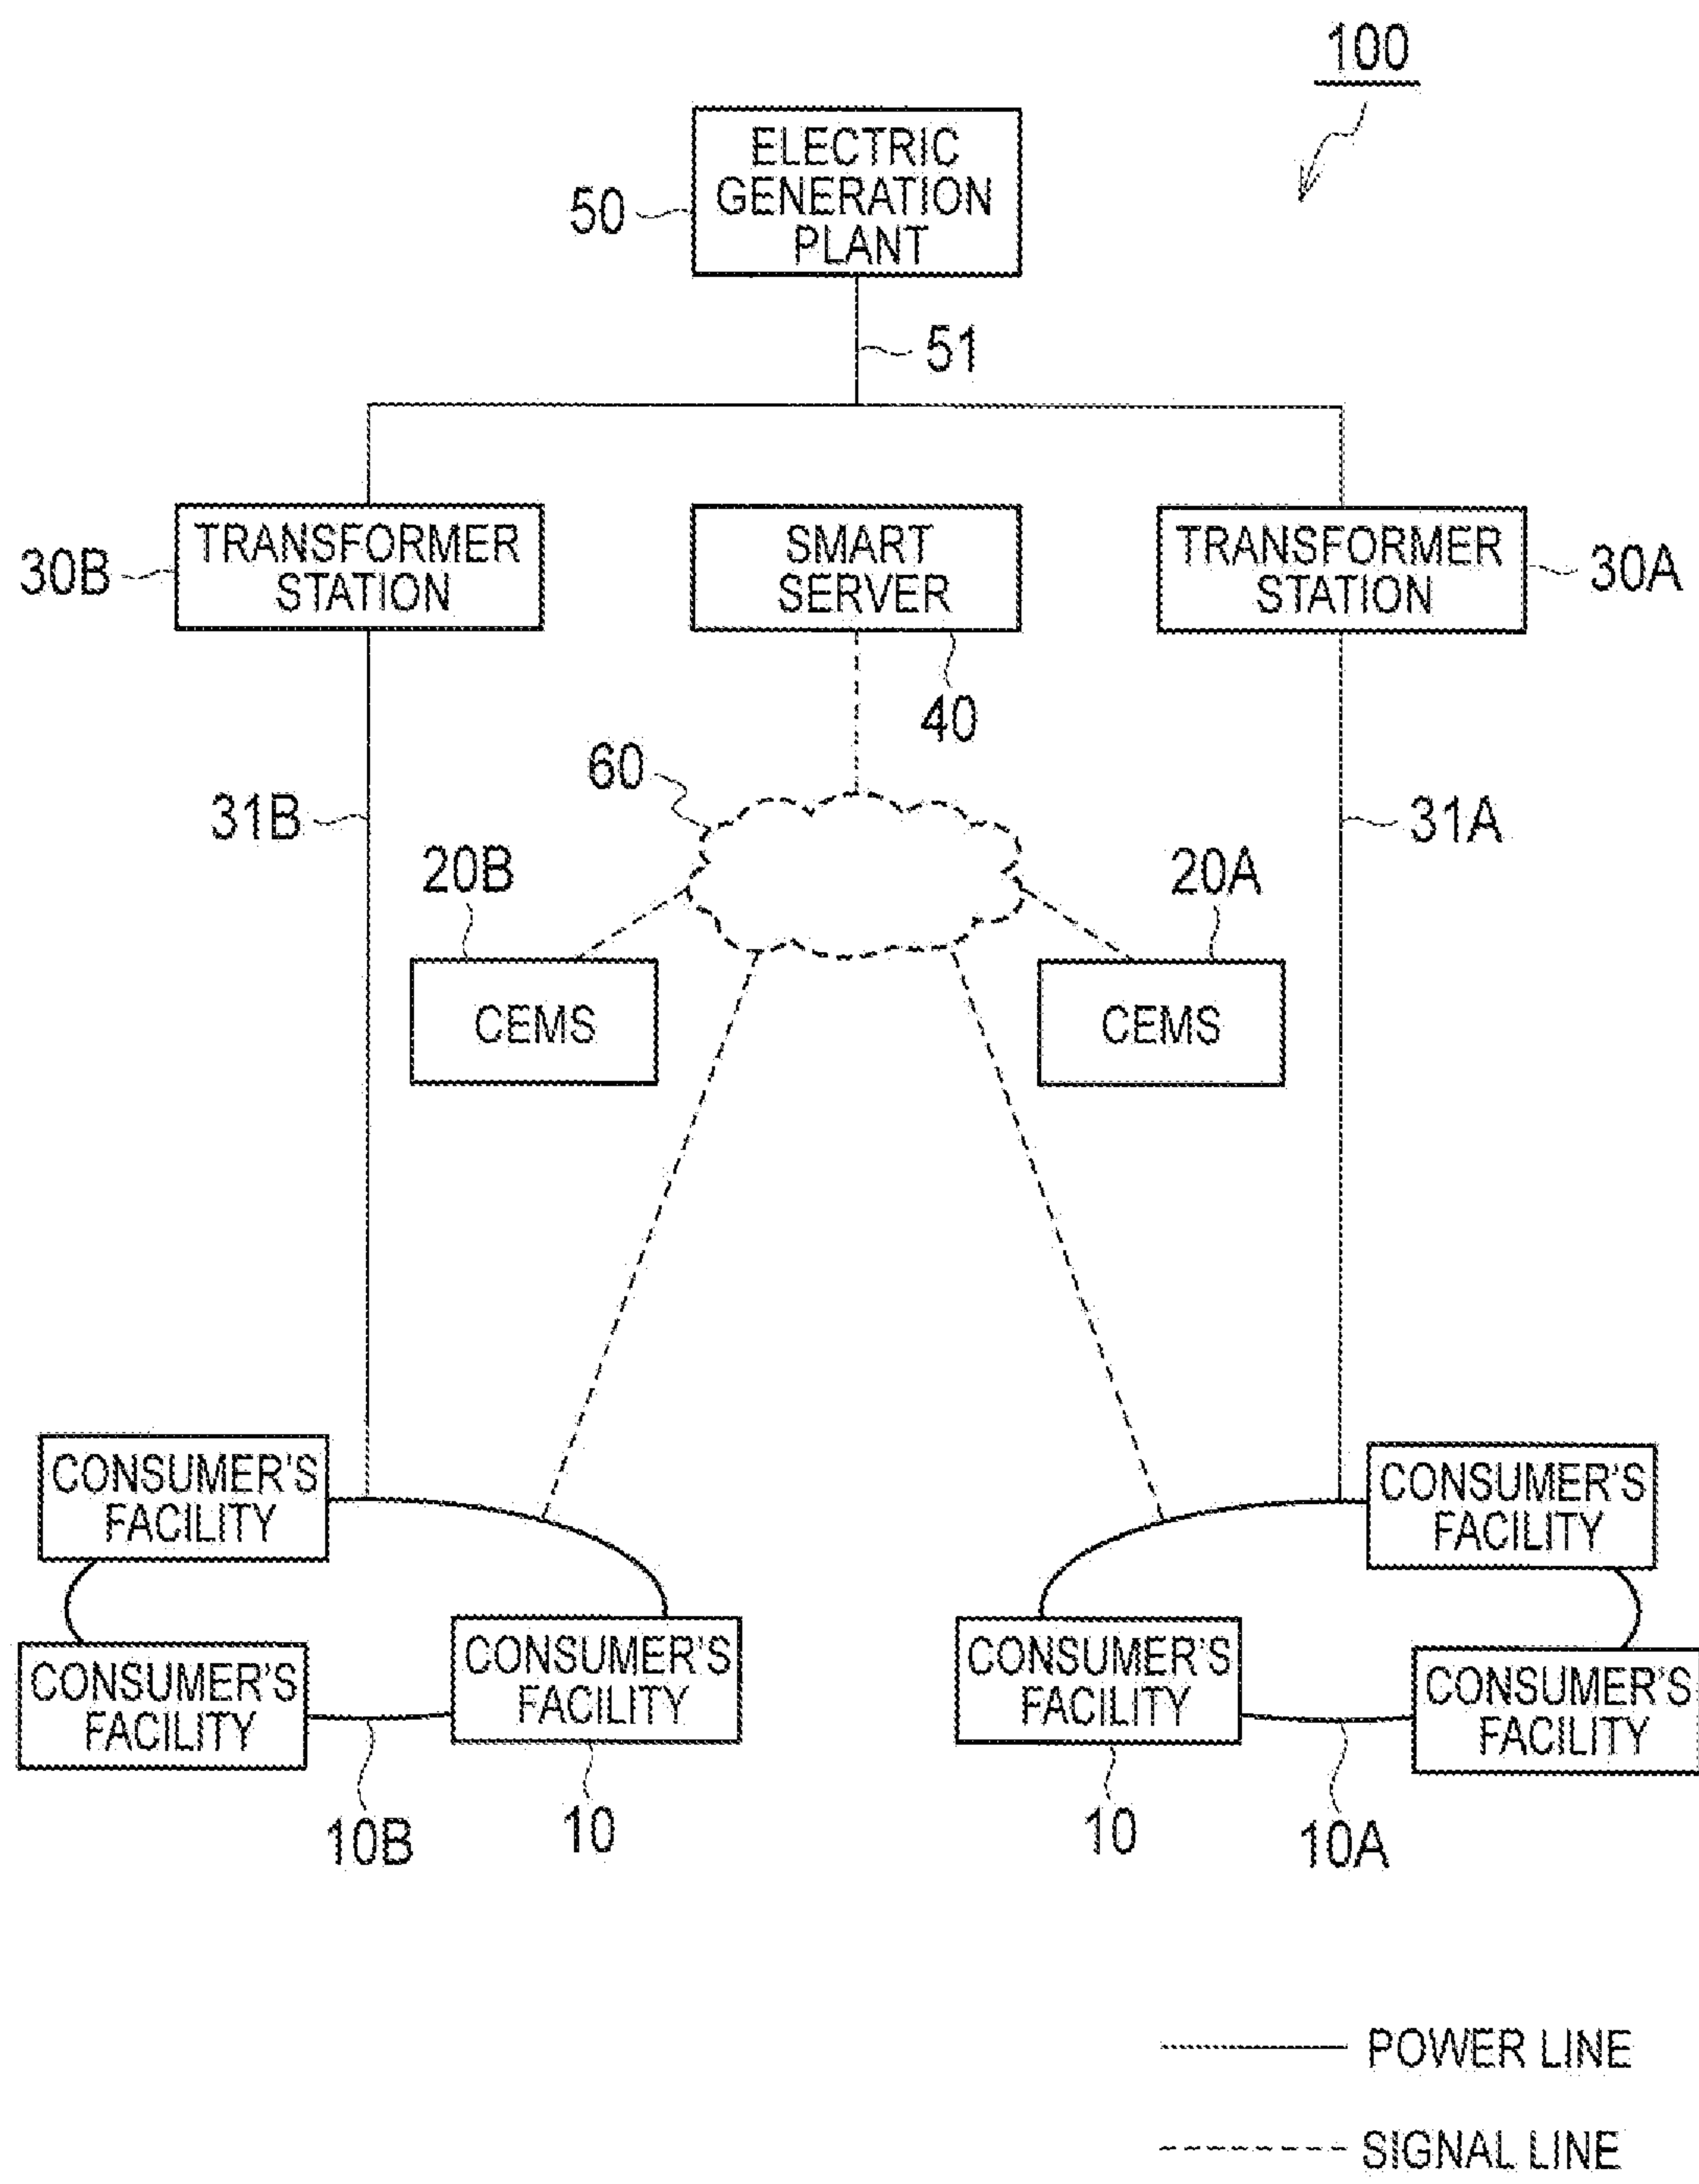 100
ELECTRIC
GENERATION
PLANT
50
51
30B
TRANSFORMER
STATION
SMART
SERVER
TRANSFORMER
STATION
30A
40
60
31B
31A
20B
20A
CEMS
CEMS
CONSUMER'S
FACILITY
CONSUMER'S
FACILITY
CONSUMER'S
FACILITY
CONSUMER'S
FACILITY
CONSUMER'S
FACILITY
CONSUMER'S
FACILITY
10B
10
10
10A
POWER LINE
SIGNAL LINE